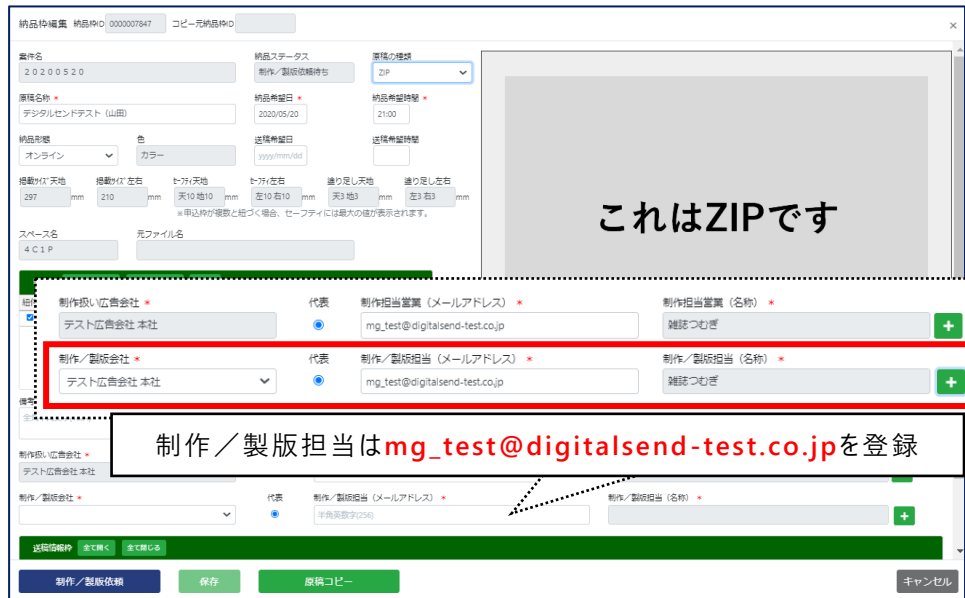 納品枠編集 納品枠ID 0000007847 コピー元納品枠ID ×
案件名 納品ステータス 原稿の種類
20200520 制作/製版依頼待ち ZIP
原稿名称 * 納品希望日 * 納品希望時間 *
デジタルセンドテスト (山田) 2020/05/20 21:00
納品形態 色 送稿希望日 送稿希望時間
オンライン カラー yyyy/mm/dd
掲載サイズ天地 掲載サイズ左右 セーフティ天地 セーフティ左右 塗り足し天地 塗り足し左右
297 mm 210 mm 天10 地10 mm 左10 右10 mm 天3 地3 mm 左3 右3 mm
※申込枠が複数と紐づく場合、セーフティには最大の値が表示されます。
スペース名 元ファイル名
4C1P
これはZIPです
制作扱い広告会社 * 代表 制作担当営業(メールアドレス) * 制作担当営業(名称) *
テスト広告会社 本社 mg_test@digitalsend-test.co.jp 雑誌つむぎ +
制作/製版会社 * 代表 制作/製版担当(メールアドレス) * 制作/製版担当(名称) *
テスト広告会社 本社 mg_test@digitalsend-test.co.jp 雑誌つむぎ +
備考
制作/製版担当はmg_test@digitalsend-test.co.jpを登録
制作扱い広告会社 *
テスト広告会社 本社
制作/製版会社 * 代表 制作/製版担当(メールアドレス) * 制作/製版担当(名称) *
半角英数字(256) +
送稿情報枠 全て開く 全て閉じる
制作/製版依頼 保存 原稿コピー キャンセル